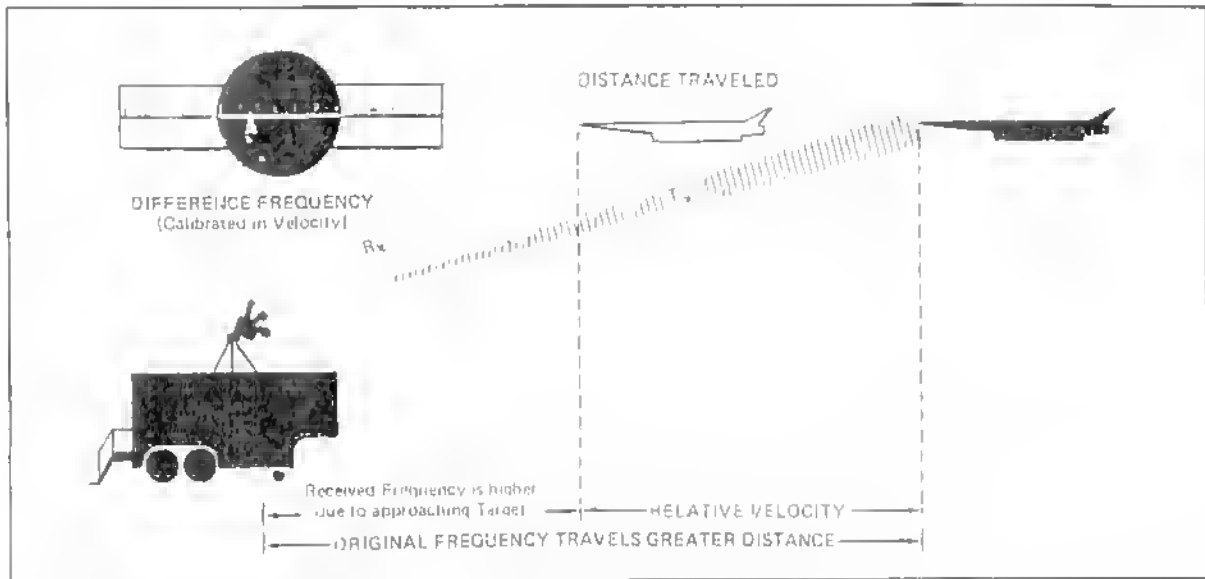 DISTANCE TRAVELED
DIFFERENCE FREQUENCY
(Calibrated in Velocity)
Tx
Rx
Received Frequency is higher
due to approaching Target
RELATIVE VELOCITY
ORIGINAL FREQUENCY TRAVELS GREATER DISTANCE